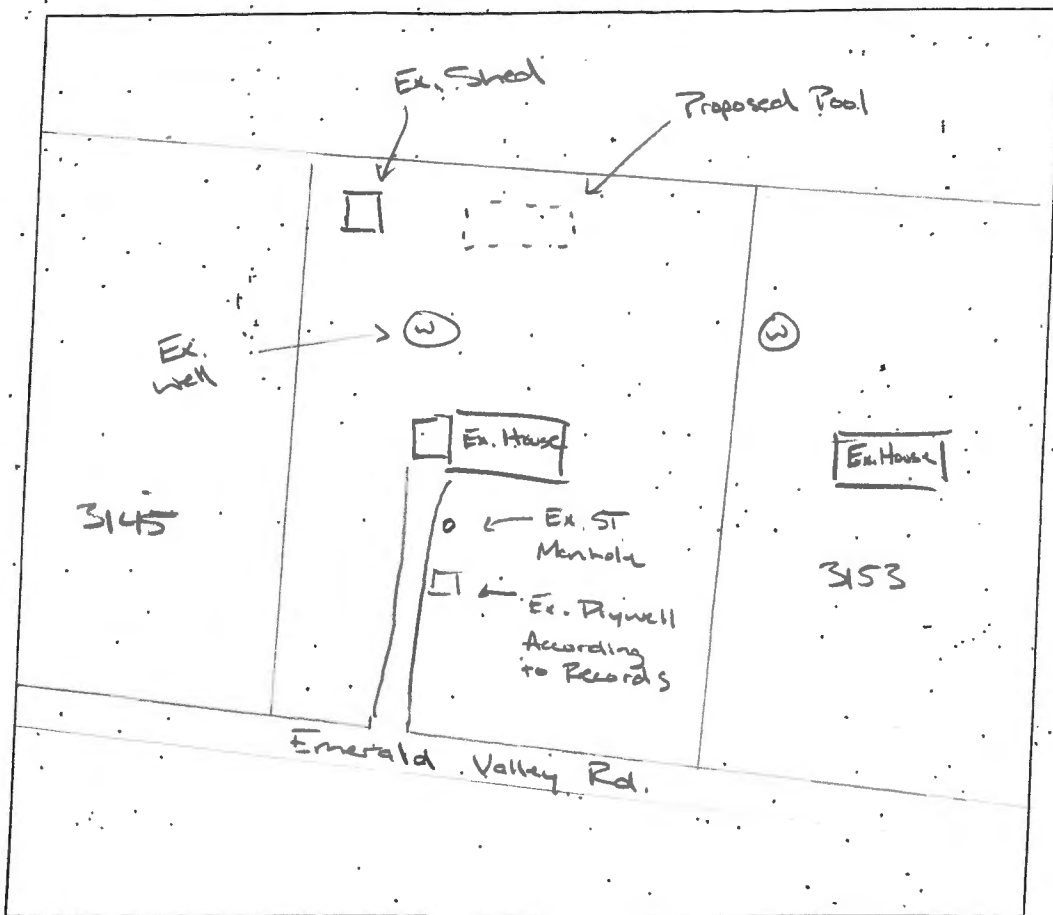 Ex. Shed
Proposed Pool
Ex.
well
W
W
Ex. House
Ex. House
3145
Ex. ST
Manhole
3153
Ex. Drywell
According
to Records
Emerald Valley Rd.